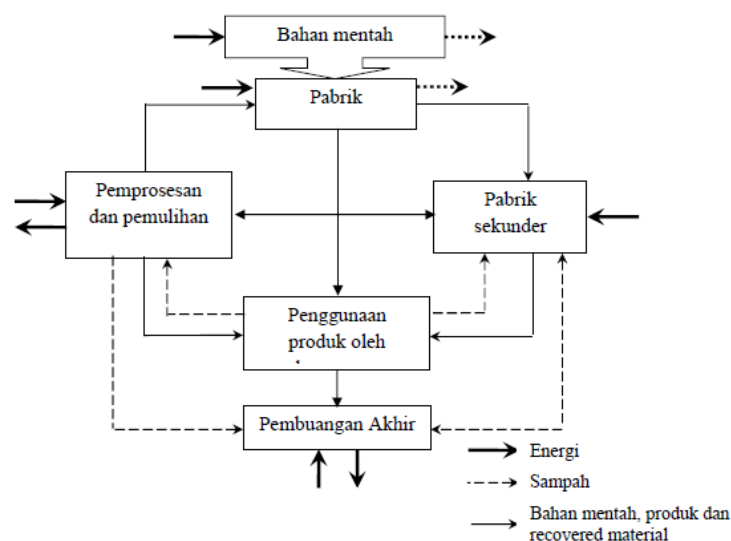 Bahan mentah
Pabrik
Pemprosesan
dan pemulihan
Pabrik
sekunder
Penggunaan
produk oleh
Pembuangan Akhir
Energi
Sampah
Bahan mentah, produk dan
recovered material